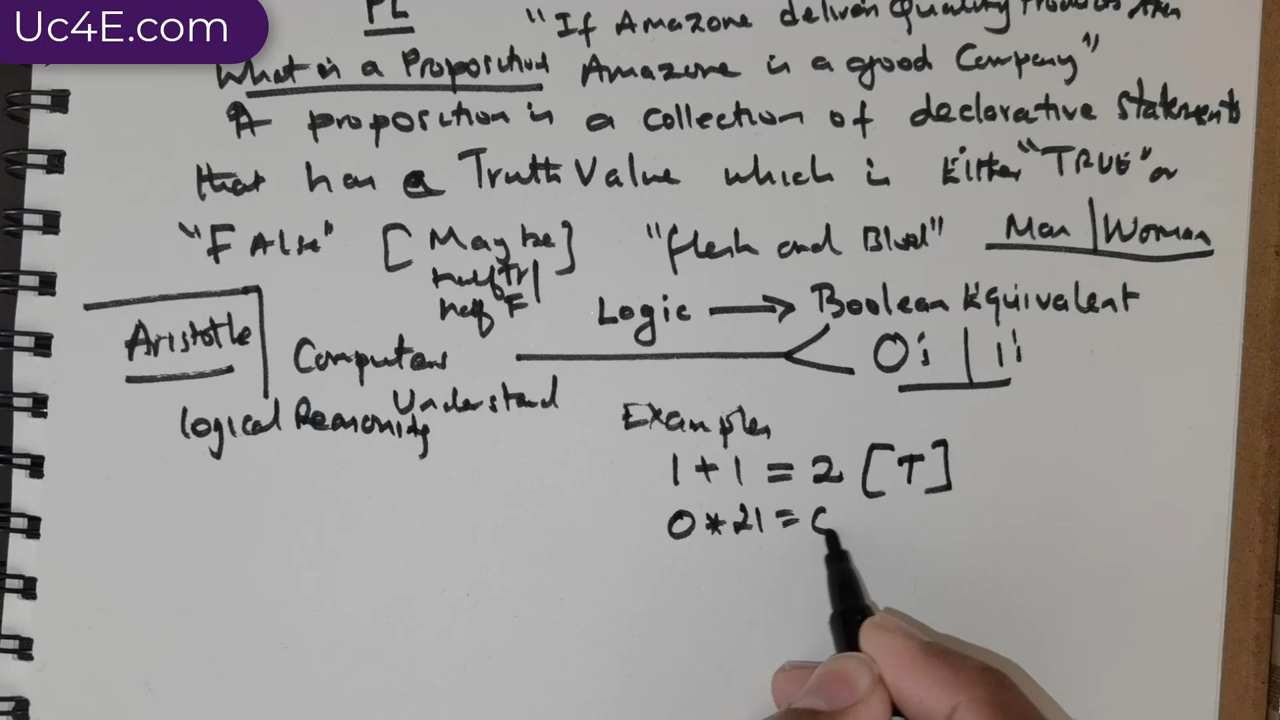 Uc4E.com
PL "If Amazone deliver Quality Products then
What is a Proposition Amazone is a good Company"
A proposition is a collection of declarative statements
that has a Truth Value which is Either "TRUE" or
"FAlse" [Maybe] "flesh and Blood" Man | Woman
half Tr |
half F
Logic → Boolean Equivalent
Aristotle
Computers 0's | 1's
Understand
logical Reasoning
Examples
1 + 1 = 2 [T]
0 * 21 =